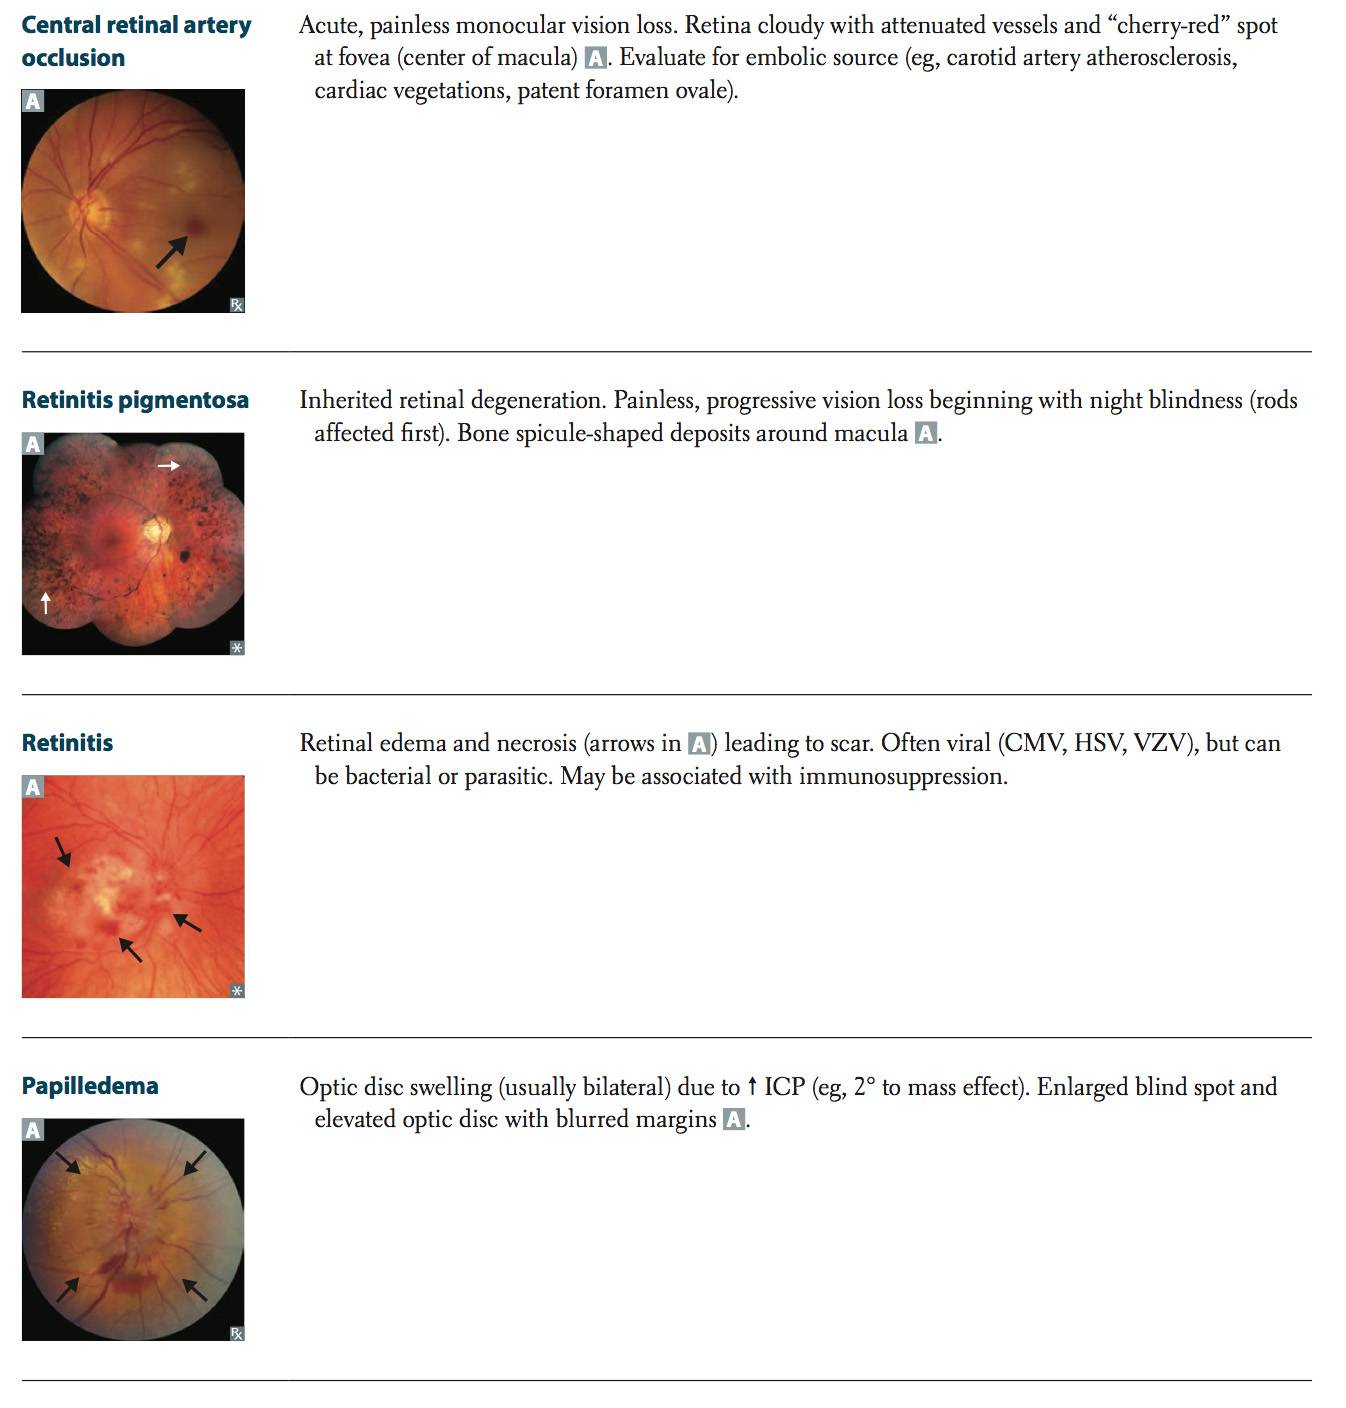 Central retinal artery
occlusion
Acute, painless monocular vision loss. Retina cloudy with attenuated vessels and “cherry-red” spot
at fovea (center of macula) A. Evaluate for embolic source (eg, carotid artery atherosclerosis,
cardiac vegetations, patent foramen ovale).
A
℞
Retinitis pigmentosa
Inherited retinal degeneration. Painless, progressive vision loss beginning with night blindness (rods
affected first). Bone spicule-shaped deposits around macula A.
A
*
Retinitis
Retinal edema and necrosis (arrows in A) leading to scar. Often viral (CMV, HSV, VZV), but can
be bacterial or parasitic. May be associated with immunosuppression.
A
*
Papilledema
Optic disc swelling (usually bilateral) due to ↑ ICP (eg, 2° to mass effect). Enlarged blind spot and
elevated optic disc with blurred margins A.
A
℞